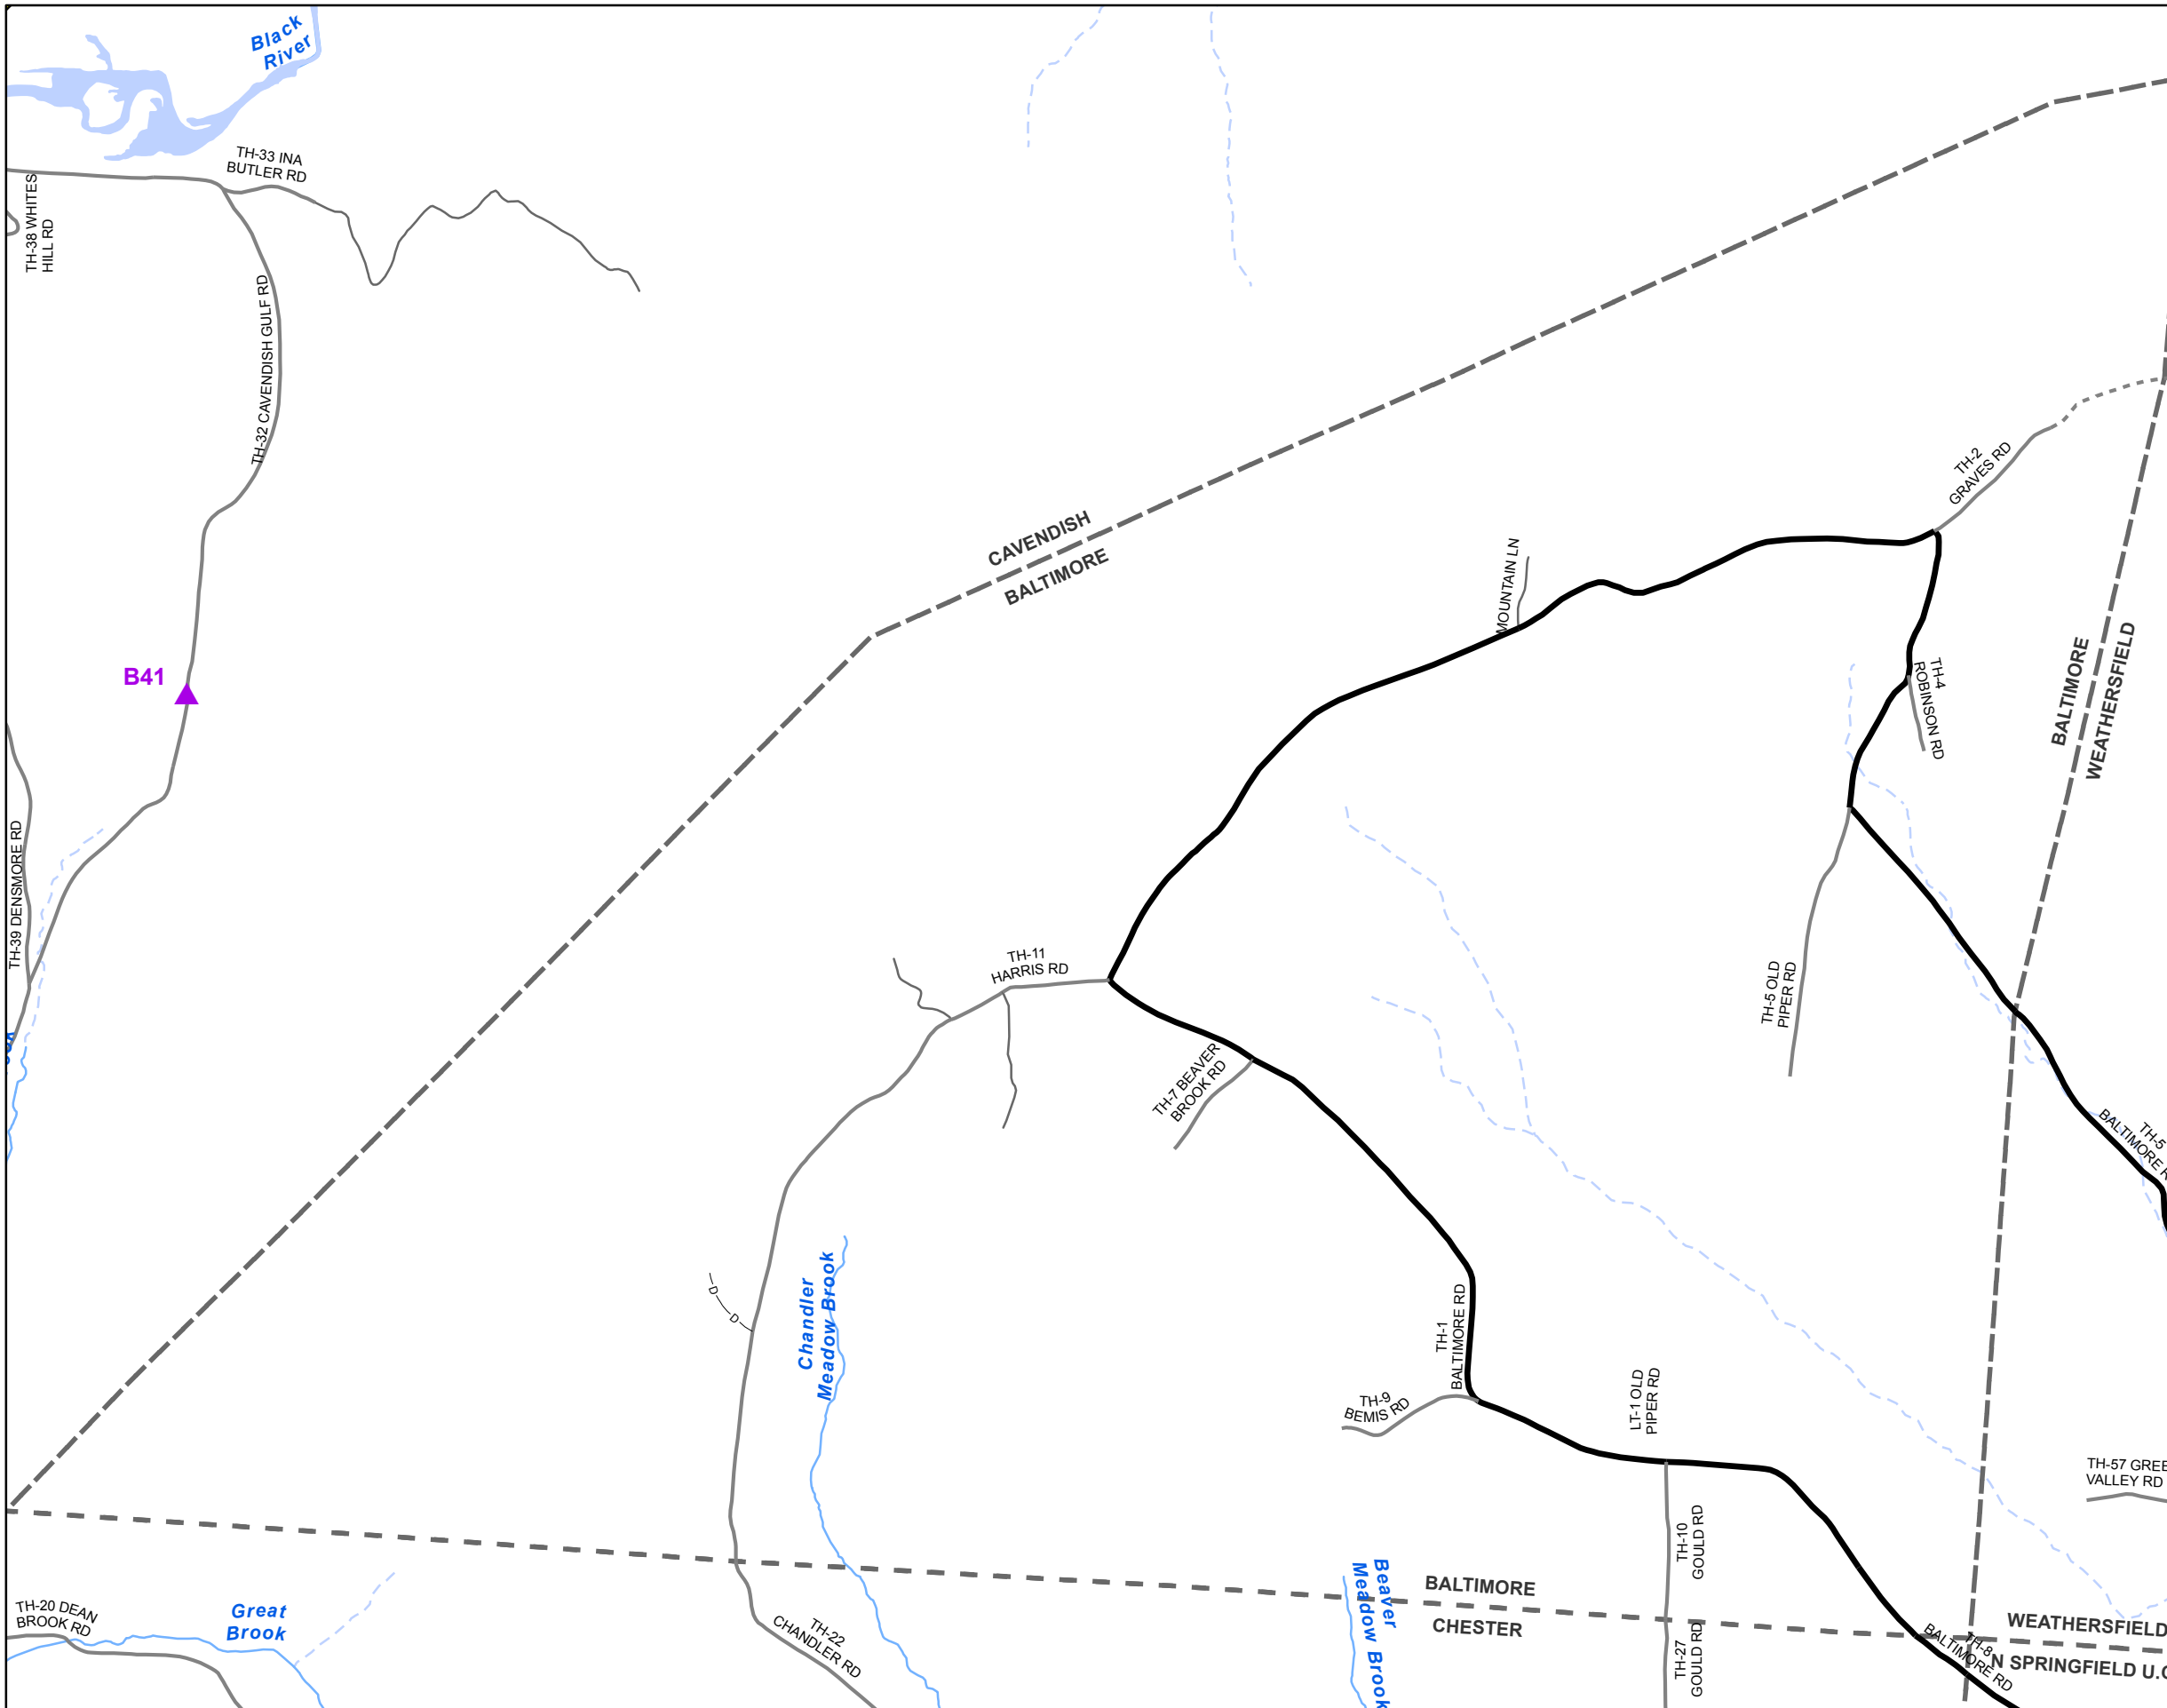 Black
River
TH-33 INA
BUTLER RD
TH-38 WHITES
HILL RD
TH-32 CAVENDISH GULF RD
CAVENDISH
BALTIMORE
TH-2
GRAVES RD
MOUNTAIN LN
B41
TH-4
ROBINSON RD
BALTIMORE
WEATHERSFIELD
TH-39 DENSMORE RD
TH-11
HARRIS RD
TH-5 OLD
PIPER RD
TH-7 BEAVER
BROOK RD
TH-5
BALTIMORE R
D
D
Chandler
Meadow Brook
TH-1
BALTIMORE RD
TH-9
BEMIS RD
LT-1 OLD
PIPER RD
TH-57 GREE
VALLEY RD
TH-10
GOULD RD
Beaver
Meadow Brook
BALTIMORE
CHESTER
TH-20 DEAN
BROOK RD
Great
Brook
TH-22
CHANDLER RD
TH-27
GOULD RD
TH-8
BALTIMORE RD
WEATHERSFIELD
N SPRINGFIELD U.C